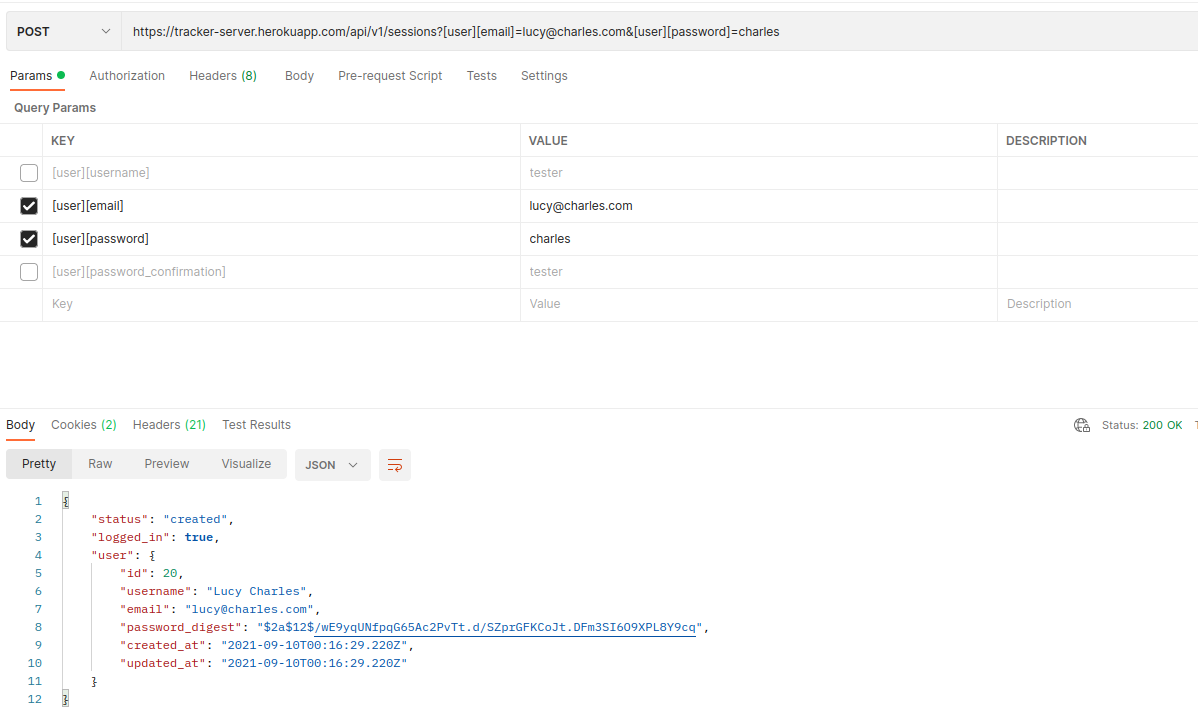 POST https://tracker-server.herokuapp.com/api/v1/sessions?[user][email]=lucy@charles.com&[user][password]=charles
Params Authorization Headers (8) Body Pre-request Script Tests Settings
Query Params
KEY VALUE DESCRIPTION
[user][username] tester
[user][email] lucy@charles.com
[user][password] charles
[user][password_confirmation] tester
Key Value Description
Body Cookies (2) Headers (21) Test Results Status: 200 OK
Pretty Raw Preview Visualize JSON
1 {
2 "status": "created",
3 "logged_in": true,
4 "user": {
5 "id": 20,
6 "username": "Lucy Charles",
7 "email": "lucy@charles.com",
8 "password_digest": "$2a$12$/wE9yqUNfpqG65Ac2PvTt.d/SZprGFKCoJt.DFm3SI6O9XPL8Y9cq",
9 "created_at": "2021-09-10T00:16:29.220Z",
10 "updated_at": "2021-09-10T00:16:29.220Z"
11 }
12 }